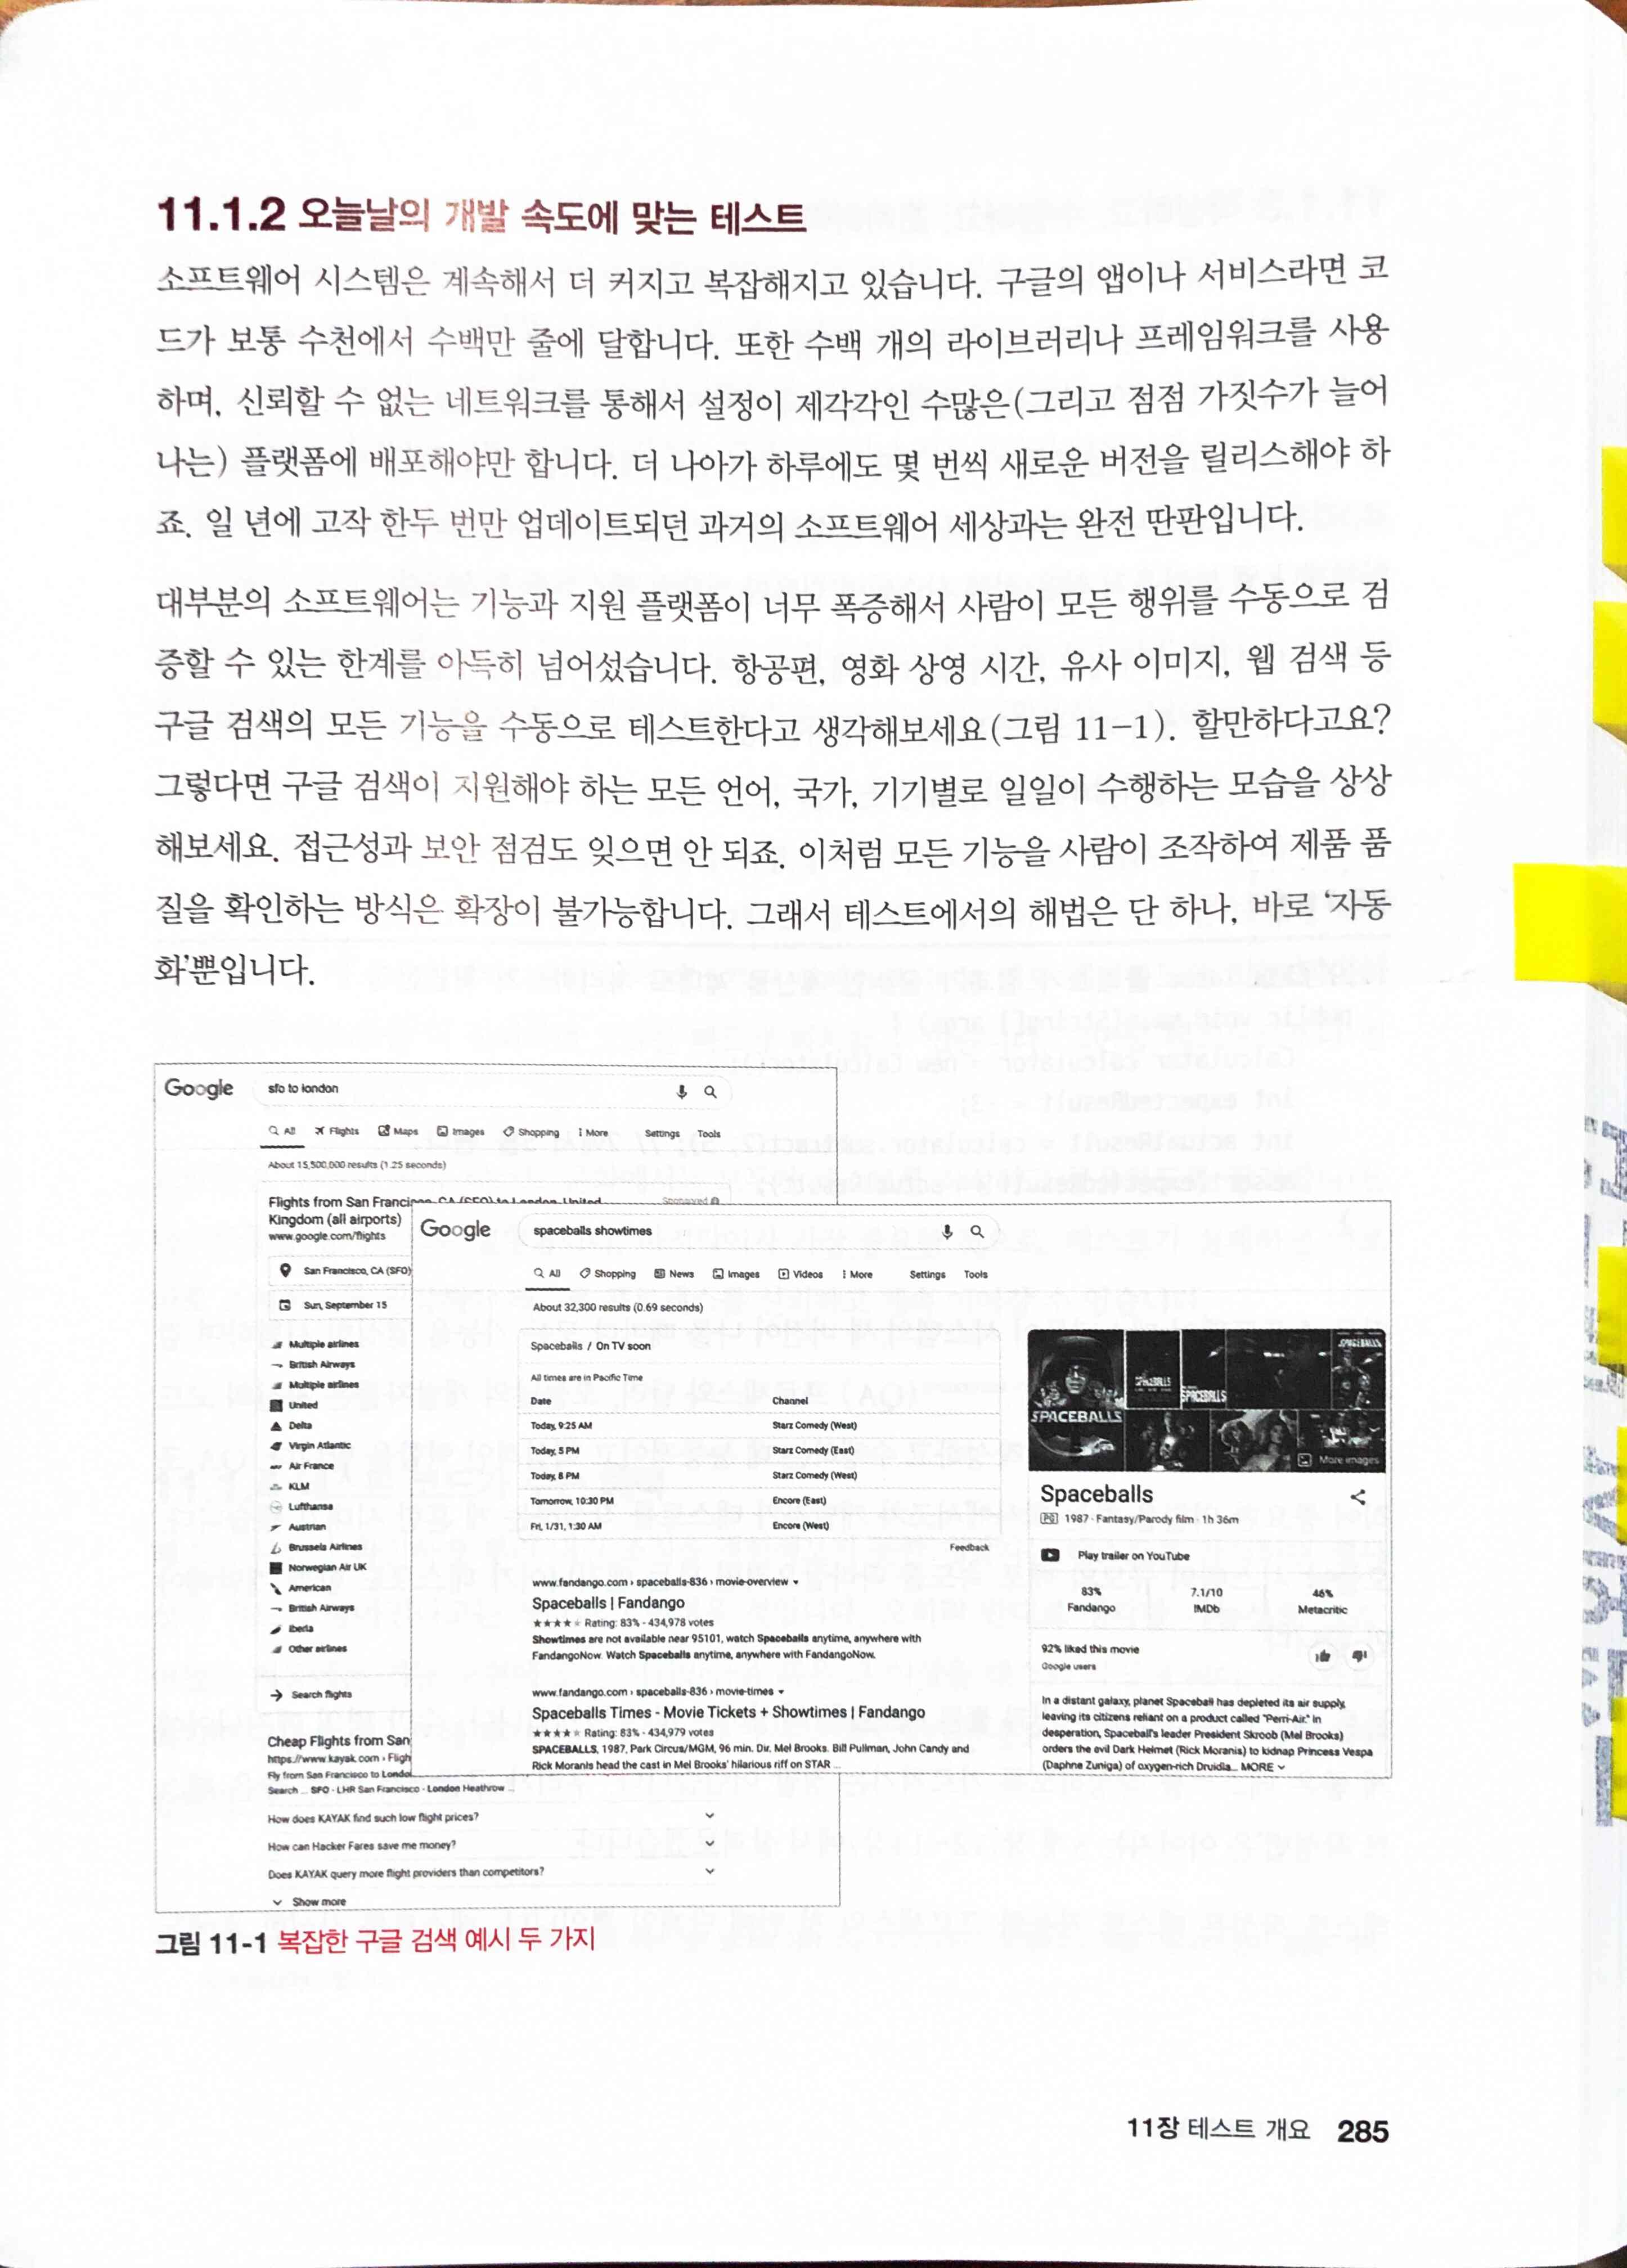 11.1.2 오늘날의 개발 속도에 맞는 테스트
소프트웨어 시스템은 계속해서 더 커지고 복잡해지고 있습니다. 구글의 앱이나 서비스라면 코
드가 보통 수천에서 수백만 줄에 달합니다. 또한 수백 개의 라이브러리나 프레임워크를 사용
하며, 신뢰할 수 없는 네트워크를 통해서 설정이 제각각인 수많은(그리고 점점 가짓수가 늘어
나는) 플랫폼에 배포해야만 합니다. 더 나아가 하루에도 몇 번씩 새로운 버전을 릴리스해야 하
죠. 일 년에 고작 한두 번만 업데이트되던 과거의 소프트웨어 세상과는 완전 딴판입니다.
대부분의 소프트웨어는 기능과 지원 플랫폼이 너무 폭증해서 사람이 모든 행위를 수동으로 검
증할 수 있는 한계를 아득히 넘어섰습니다. 항공편, 영화 상영 시간, 유사 이미지, 웹 검색 등
구글 검색의 모든 기능을 수동으로 테스트한다고 생각해보세요(그림 11-1). 할만하다고요?
그렇다면 구글 검색이 지원해야 하는 모든 언어, 국가, 기기별로 일일이 수행하는 모습을 상상
해보세요. 접근성과 보안 점검도 잊으면 안 되죠. 이처럼 모든 기능을 사람이 조작하여 제품 품
질을 확인하는 방식은 확장이 불가능합니다. 그래서 테스트에서의 해법은 단 하나, 바로 ‘자동
화’뿐입니다.
Google sfo to london
All Flights Maps Images Shopping More Settings Tools
About 15,500,000 results (1.25 seconds)
Flights from San Francisco, CA (SFO) to London, United
Sponsored
Kingdom (all airports)
www.google.com/flights
San Francisco, CA (SFO)
Sun, September 15
Multiple airlines
British Airways
Multiple airlines
United
Delta
Virgin Atlantic
Air France
KLM
Lufthansa
Austrian
Brussels Airlines
Norwegian Air UK
American
British Airways
Iberia
Other airlines
Search flights
Cheap Flights from San
https://www.kayak.com › Fligh
Fly from San Francisco to Londo
Search ... SFO - LHR San Francisco - London Heathrow ...
How does KAYAK find such low flight prices?
How can Hacker Fares save me money?
Does KAYAK query more flight providers than competitors?
Show more
Google spaceballs showtimes
All Shopping News Images Videos More Settings Tools
About 32,300 results (0.69 seconds)
Spaceballs / On TV soon
All times are in Pacific Time
Date Channel
Today, 9:25 AM Starz Comedy (West)
Today, 5 PM Starz Comedy (East)
Today, 8 PM Starz Comedy (West)
Tomorrow, 10:30 PM Encore (East)
Fri, 1/31, 1:30 AM Encore (West)
Feedback
www.fandango.com › spaceballs-836 › movie-overview
Spaceballs | Fandango
★★★★★ Rating: 83% - 434,978 votes
Showtimes are not available near 95101, watch Spaceballs anytime, anywhere with
FandangoNow. Watch Spaceballs anytime, anywhere with FandangoNow.
www.fandango.com › spaceballs-836 › movie-times
Spaceballs Times - Movie Tickets + Showtimes | Fandango
★★★★★ Rating: 83% - 434,979 votes
SPACEBALLS, 1987, Park Circus/MGM, 96 min. Dir. Mel Brooks. Bill Pullman, John Candy and
Rick Moranis head the cast in Mel Brooks' hilarious riff on STAR ...
SPACEBALLS
SPACEBALLS
SPACEBALLS
SPACEBALLS
More images
Spaceballs
PG 1987 · Fantasy/Parody film · 1h 36m
Play trailer on YouTube
83% 7.1/10 46%
Fandango IMDb Metacritic
92% liked this movie
Google users
In a distant galaxy, planet Spaceball has depleted its air supply,
leaving its citizens reliant on a product called "Perri-Air." In
desperation, Spaceball's leader President Skroob (Mel Brooks)
orders the evil Dark Helmet (Rick Moranis) to kidnap Princess Vespa
(Daphne Zuniga) of oxygen-rich Druidia... MORE
그림 11-1 복잡한 구글 검색 예시 두 가지
11장 테스트 개요 285